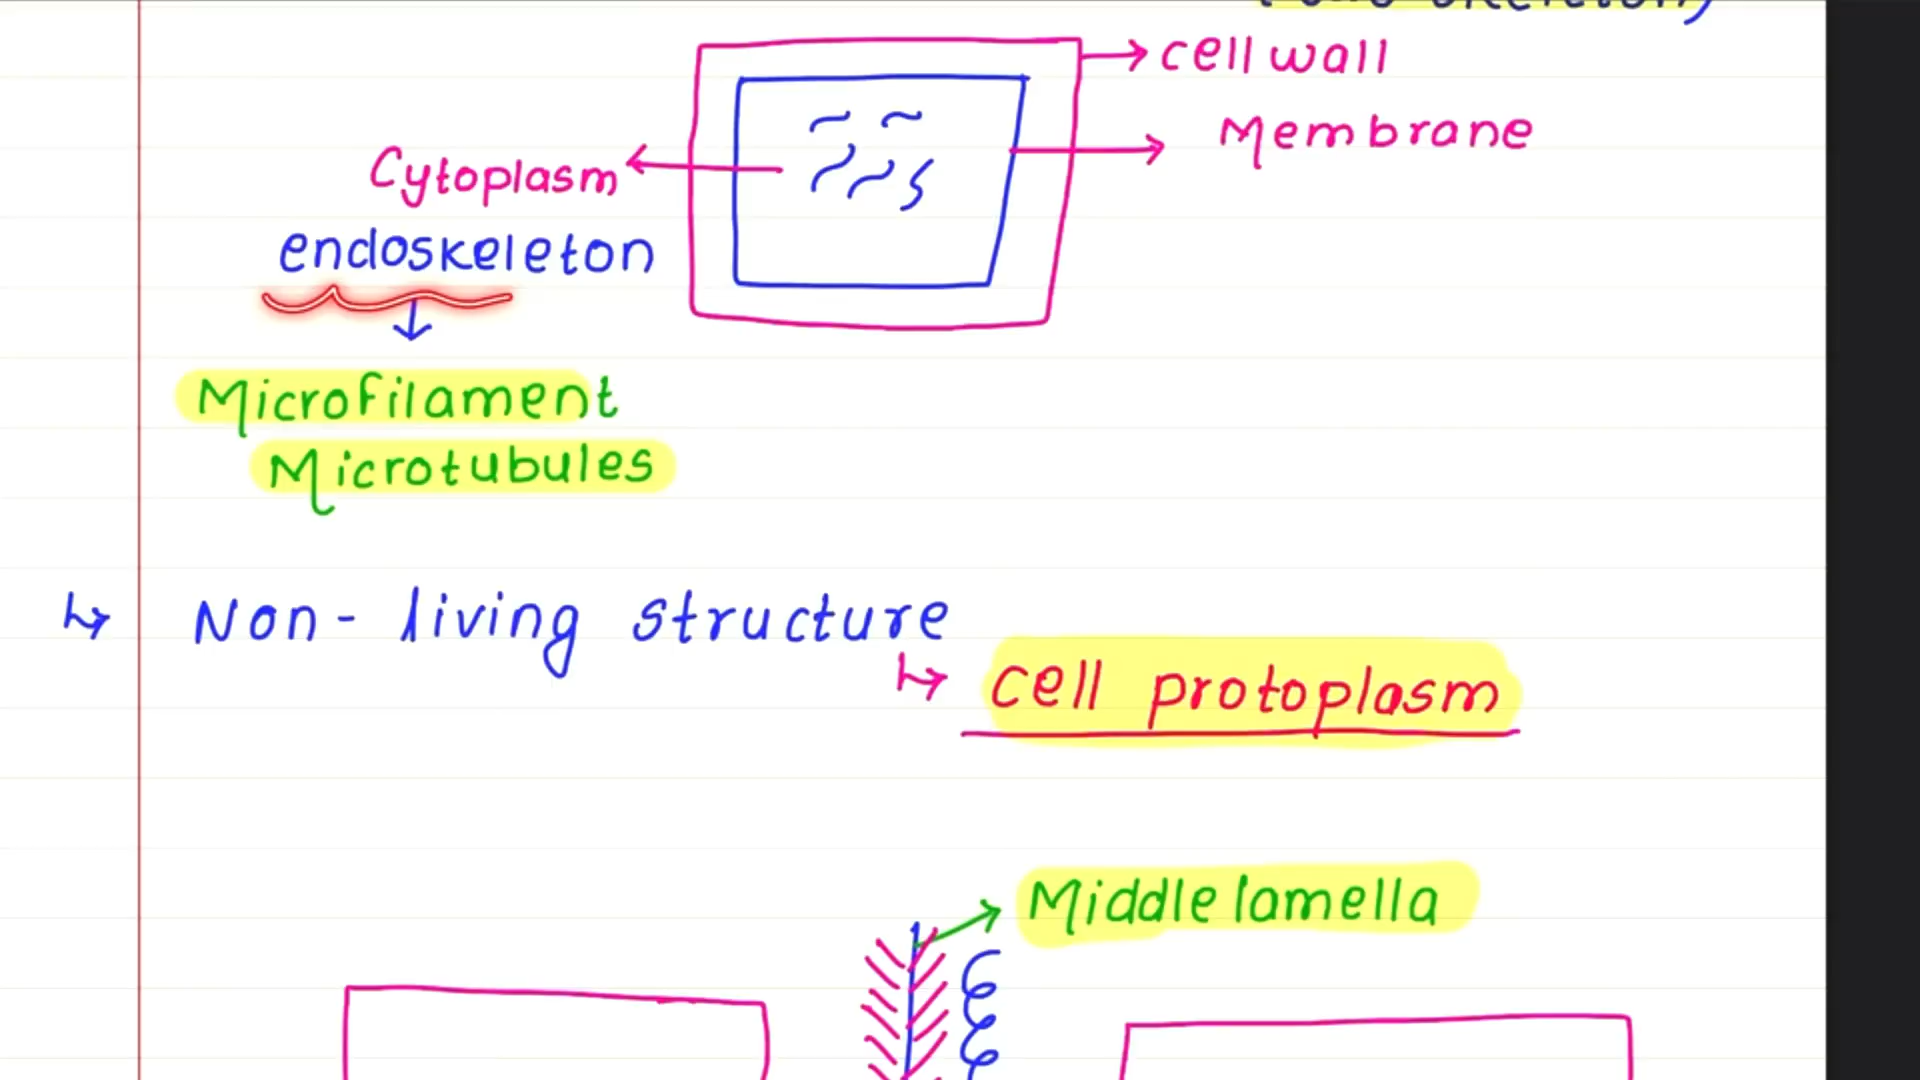 cell wall
Membrane
Cytoplasm
endoskeleton
Microfilament
Microtubules
Non-living structure
cell protoplasm
Middle lamella